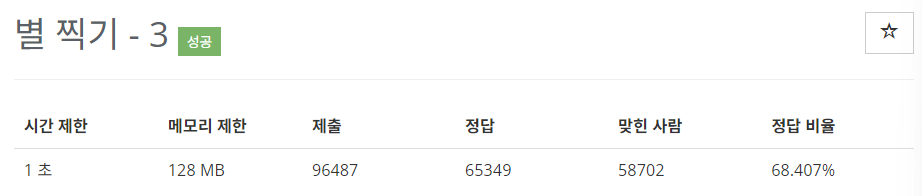 별 찍기 - 3 성공
시간 제한 메모리 제한 제출 정답 맞힌 사람 정답 비율
1 초 128 MB 96487 65349 58702 68.407%